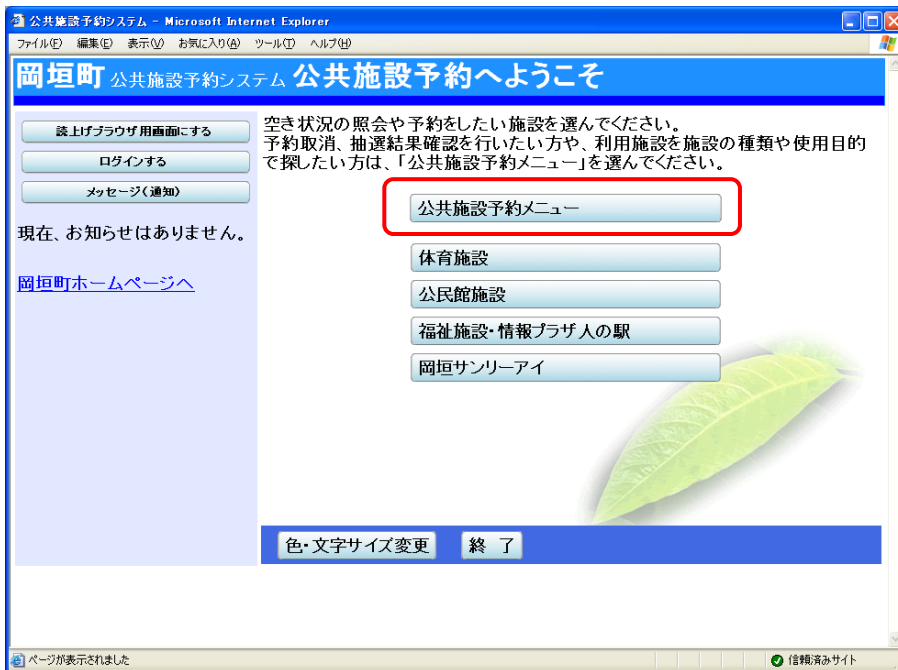 公共施設予約システム - Microsoft Internet Explorer
ファイル(F) 編集(E) 表示(V) お気に入り(A) ツール(T) ヘルプ(H)
岡垣町 公共施設予約システム 公共施設予約へようこそ
読上げブラウザ用画面にする
ログインする
メッセージ(通知)
現在、お知らせはありません。
岡垣町ホームページへ
空き状況の照会や予約をしたい施設を選んでください。
予約取消、抽選結果確認を行いたい方や、利用施設を施設の種類や使用目的
で探したい方は、「公共施設予約メニュー」を選んでください。
公共施設予約メニュー
体育施設
公民館施設
福祉施設・情報プラザ人の駅
岡垣サンリーアイ
色・文字サイズ変更
終 了
ページが表示されました
信頼済みサイト